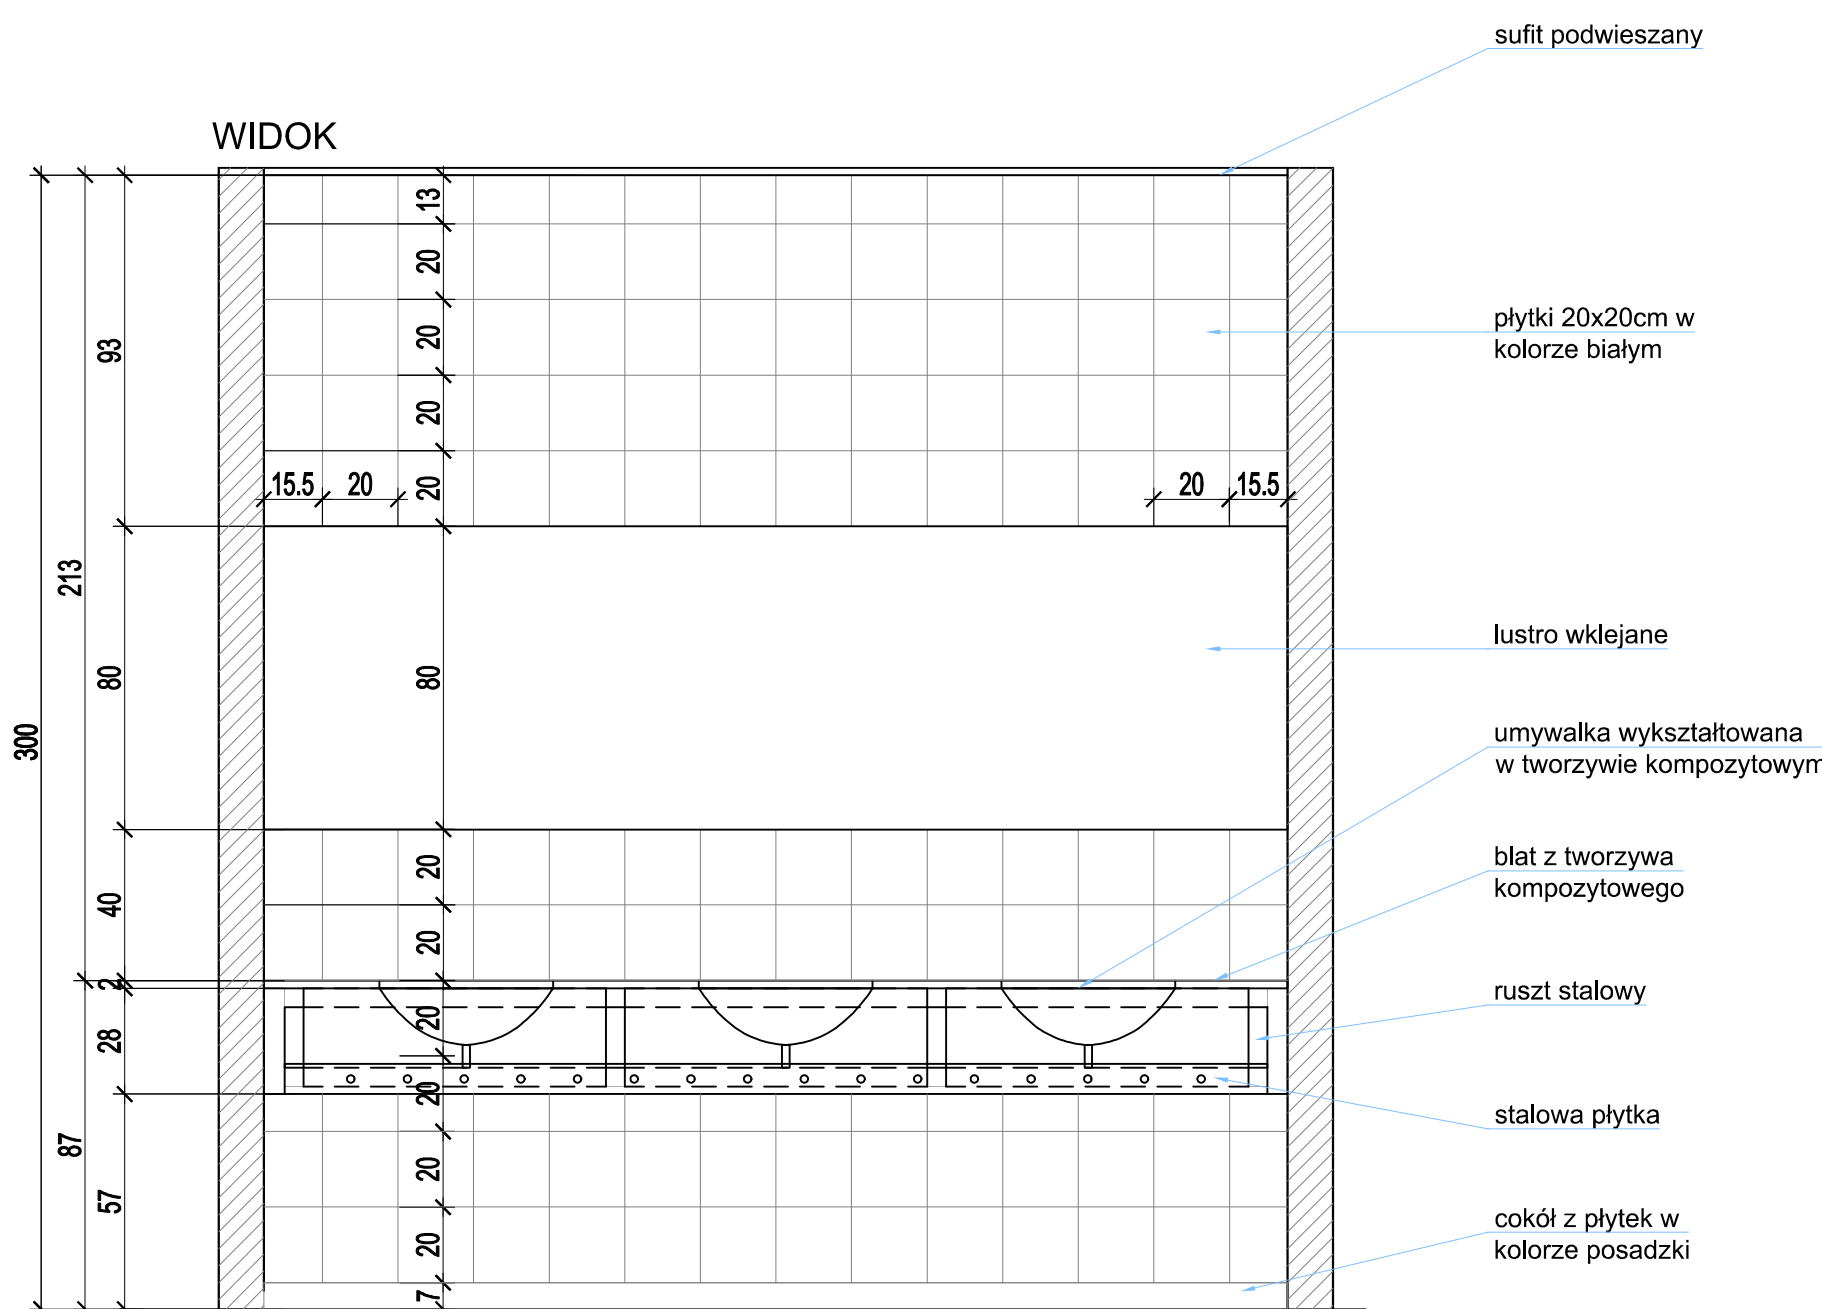 sufit podwieszany
WIDOK
13
20
20
20
20
15.5 20
20 15.5
93
213
80
80
300
płytki 20x20cm w
kolorze białym
lustro wklejane
umywalka wykształtowana
w tworzywie kompozytowym
blat z tworzywa
kompozytowego
ruszt stalowy
stalowa płytka
cokół z płytek w
kolorze posadzki
40
20
20
2
28
20
20
87
57
20
20
7